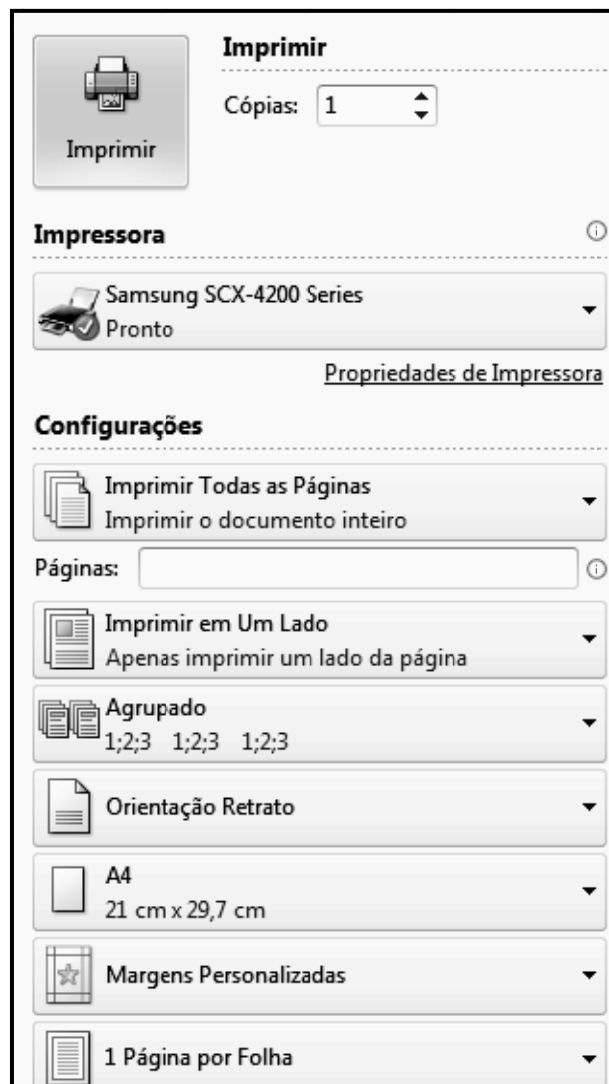 Imprimir
Imprimir
Cópias: 1
Impressora
Samsung SCX-4200 Series
Pronto
Propriedades de Impressora
Configurações
Imprimir Todas as Páginas
Imprimir o documento inteiro
Páginas:
Imprimir em Um Lado
Apenas imprimir um lado da página
Agrupado
1;2;3 1;2;3 1;2;3
Orientação Retrato
A4
21 cm x 29,7 cm
Margens Personalizadas
1 Página por Folha